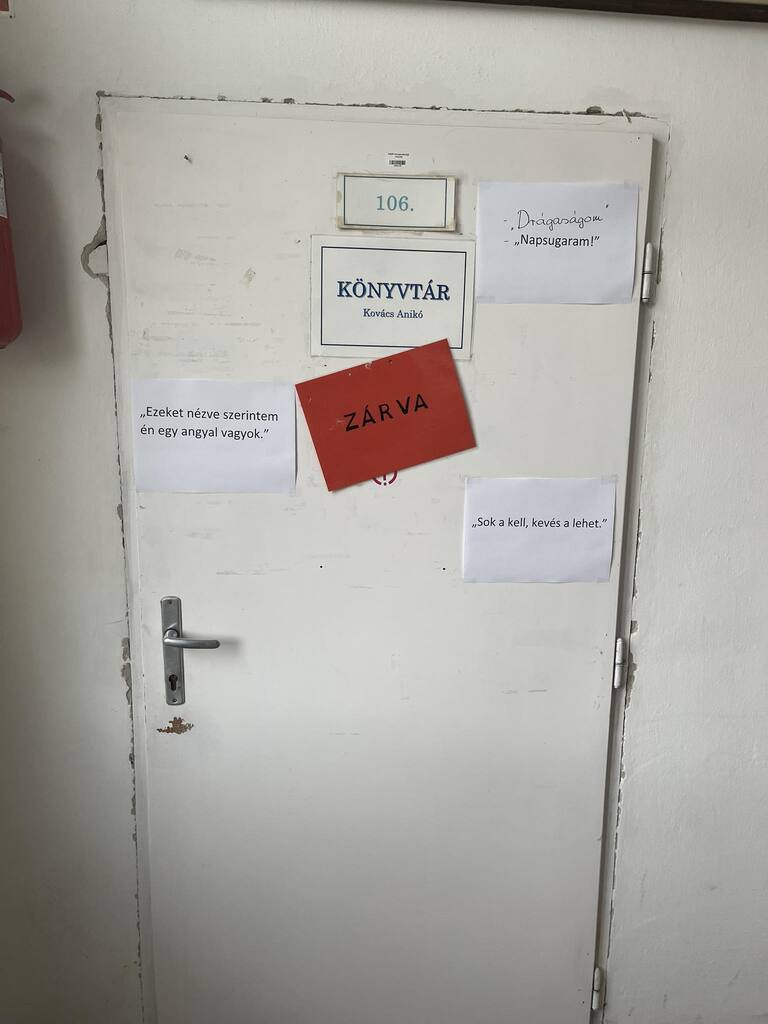 106.
- „Drágaságom"
- „Napsugaram!”
KÖNYVTÁR
Kovács Anikó
ZÁRVA
„Ezeket nézve szerintem
én egy angyal vagyok.”
„Sok a kell, kevés a lehet.”